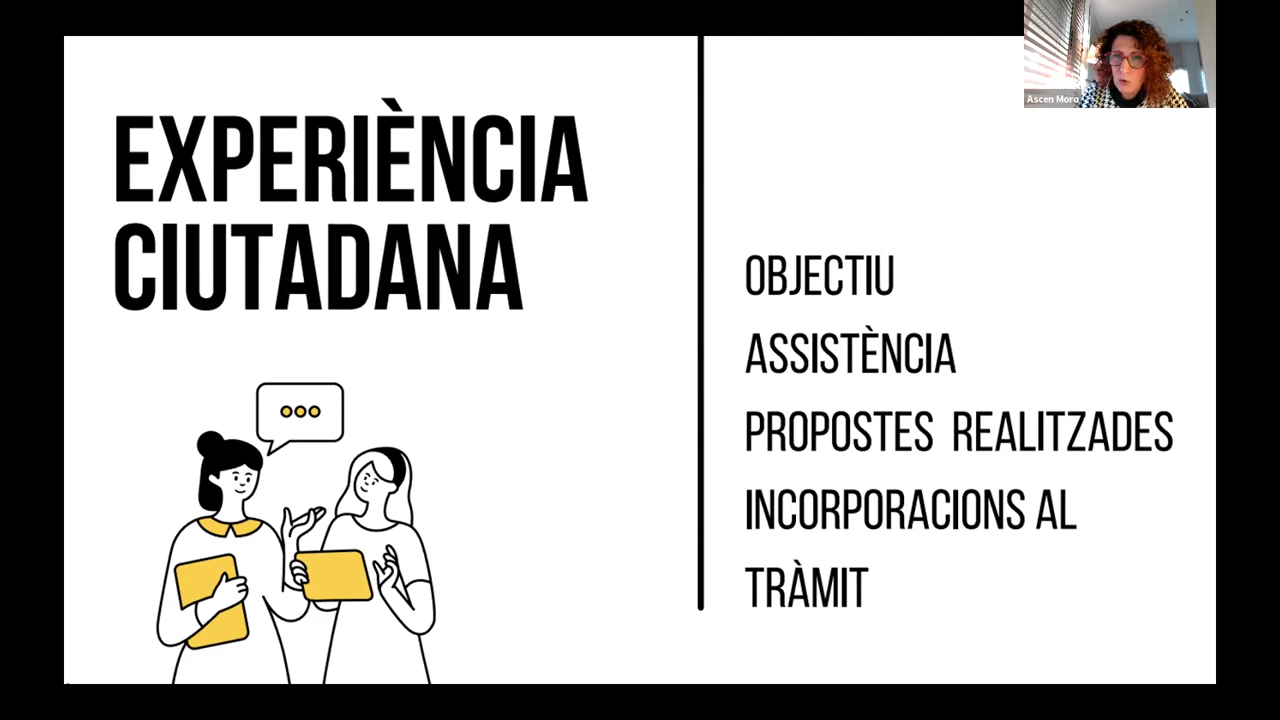 EXPERIÈNCIA
CIUTADANA
OBJECTIU
ASSISTÈNCIA
PROPOSTES REALITZADES
INCORPORACIONS AL
TRÀMIT
Ascen Moro